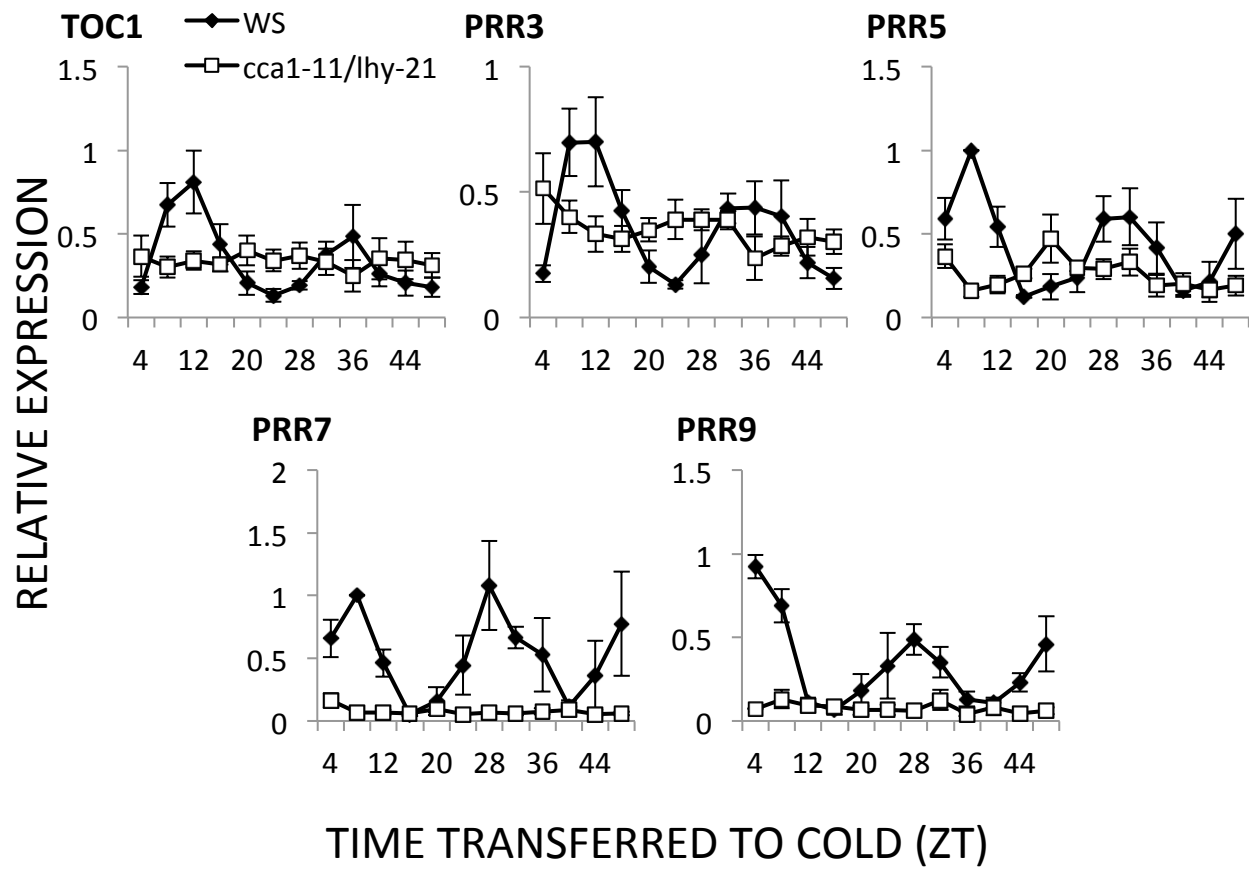 TOC1
WS
cca1-11/lhy-21
PRR3
PRR5
1.5
1
0.5
0
4 12 20 28 36 44
1
0.5
0
4 12 20 28 36 44
1.5
1
0.5
0
4 12 20 28 36 44
PRR7
PRR9
2
1.5
1
0.5
0
4 12 20 28 36 44
1.5
1
0.5
0
4 12 20 28 36 44
RELATIVE EXPRESSION
TIME TRANSFERRED TO COLD (ZT)